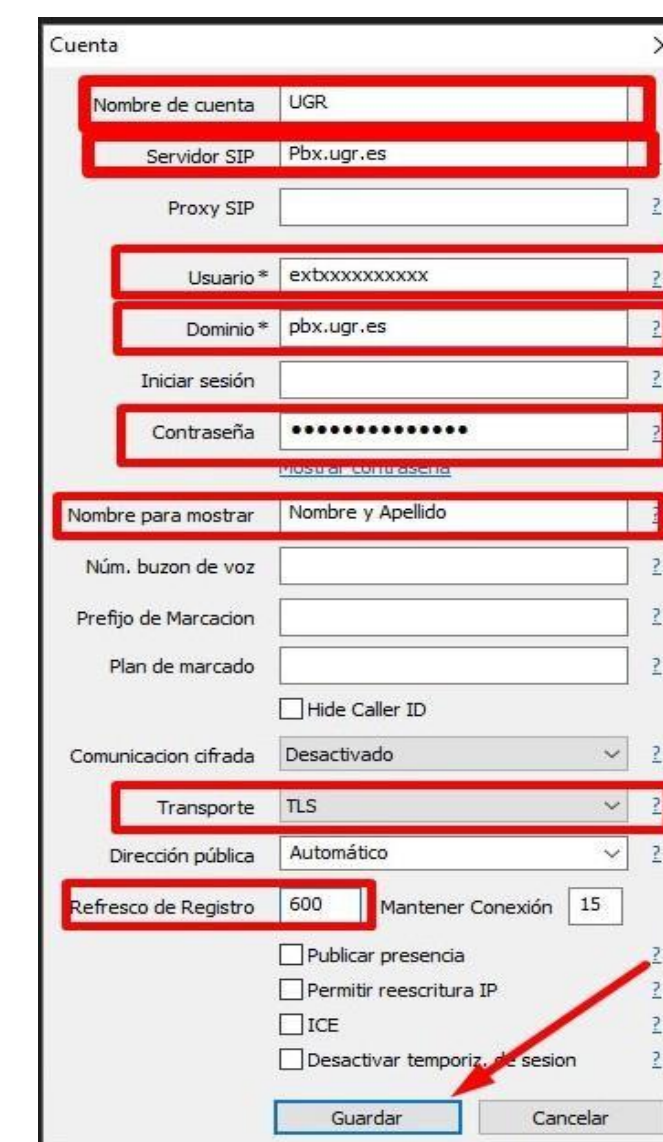 Cuenta
Nombre de cuenta UGR
Servidor SIP Pbx.ugr.es
Proxy SIP ?
Usuario* extxxxxxxxxxx ?
Dominio* pbx.ugr.es ?
Iniciar sesión ?
Contraseña •••••••••••••• ?
Mostrar contraseña
Nombre para mostrar Nombre y Apellido ?
Núm. buzon de voz ?
Prefijo de Marcacion ?
Plan de marcado ?
Hide Caller ID
Comunicacion cifrada Desactivado ?
Transporte TLS ?
Dirección pública Automático ?
Refresco de Registro 600 Mantener Conexión 15
Publicar presencia ?
Permitir reescritura IP ?
ICE ?
Desactivar temporiz. de sesion ?
Guardar Cancelar